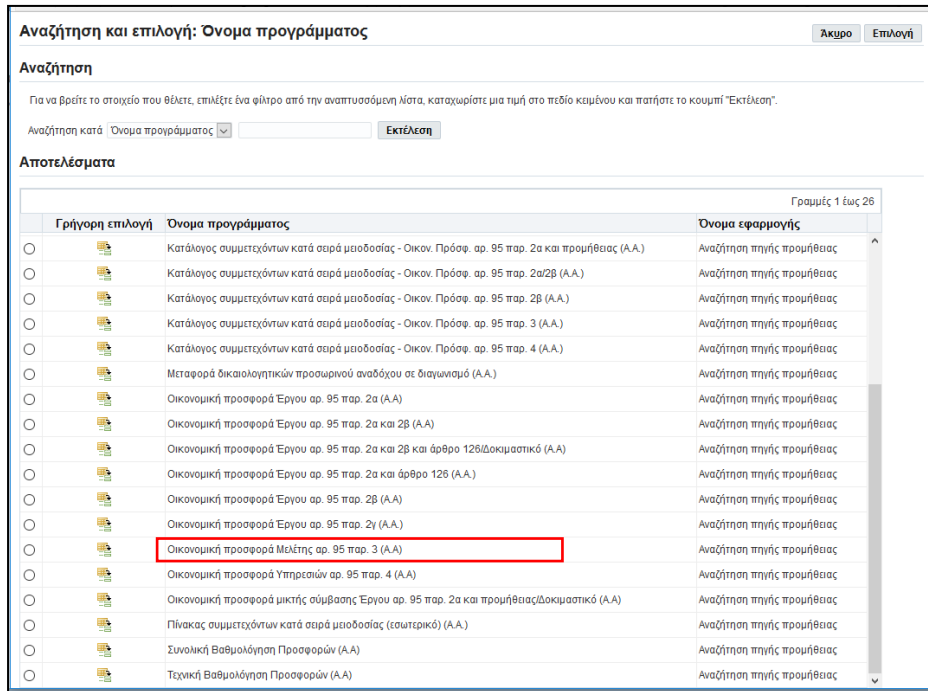 Αναζήτηση και επιλογή: Όνομα προγράμματος
Άκυρο Επιλογή
Αναζήτηση
Για να βρείτε το στοιχείο που θέλετε, επιλέξτε ένα φίλτρο από την αναπτυσσόμενη λίστα, καταχωρίστε μια τιμή στο πεδίο κειμένου και πατήστε το κουμπί "Εκτέλεση".
Αναζήτηση κατά Όνομα προγράμματος Εκτέλεση
Αποτελέσματα
Γραμμές 1 έως 26
Γρήγορη επιλογή Όνομα προγράμματος Όνομα εφαρμογής
Κατάλογος συμμετεχόντων κατά σειρά μειοδοσίας - Οικον. Πρόσφ. αρ. 95 παρ. 2α και προμήθειας (Α.Α.) Αναζήτηση πηγής προμήθειας
Κατάλογος συμμετεχόντων κατά σειρά μειοδοσίας - Οικον. Πρόσφ. αρ. 95 παρ. 2α/2β (Α.Α.) Αναζήτηση πηγής προμήθειας
Κατάλογος συμμετεχόντων κατά σειρά μειοδοσίας - Οικον. Πρόσφ. αρ. 95 παρ. 2β (Α.Α.) Αναζήτηση πηγής προμήθειας
Κατάλογος συμμετεχόντων κατά σειρά μειοδοσίας - Οικον. Πρόσφ. αρ. 95 παρ. 3 (Α.Α.) Αναζήτηση πηγής προμήθειας
Κατάλογος συμμετεχόντων κατά σειρά μειοδοσίας - Οικον. Πρόσφ. αρ. 95 παρ. 4 (Α.Α.) Αναζήτηση πηγής προμήθειας
Μεταφορά δικαιολογητικών προσωρινού αναδόχου σε διαγωνισμό (Α.Α.) Αναζήτηση πηγής προμήθειας
Οικονομική προσφορά Έργου αρ. 95 παρ. 2α (Α.Α) Αναζήτηση πηγής προμήθειας
Οικονομική προσφορά Έργου αρ. 95 παρ. 2α και 2β (Α.Α) Αναζήτηση πηγής προμήθειας
Οικονομική προσφορά Έργου αρ. 95 παρ. 2α και 2β και άρθρο 126/Δοκιμαστικό (Α.Α) Αναζήτηση πηγής προμήθειας
Οικονομική προσφορά Έργου αρ. 95 παρ. 2α και άρθρο 126 (Α.Α.) Αναζήτηση πηγής προμήθειας
Οικονομική προσφορά Έργου αρ. 95 παρ. 2β (Α.Α) Αναζήτηση πηγής προμήθειας
Οικονομική προσφορά Έργου αρ. 95 παρ. 2γ (Α.Α.) Αναζήτηση πηγής προμήθειας
Οικονομική προσφορά Μελέτης αρ. 95 παρ. 3 (Α.Α) Αναζήτηση πηγής προμήθειας
Οικονομική προσφορά Υπηρεσιών αρ. 95 παρ. 4 (Α.Α) Αναζήτηση πηγής προμήθειας
Οικονομική προσφορά μικτής σύμβασης Έργου αρ. 95 παρ. 2α και προμήθειας/Δοκιμαστικό (Α.Α) Αναζήτηση πηγής προμήθειας
Πίνακας συμμετεχόντων κατά σειρά μειοδοσίας (εσωτερικό) (Α.Α.) Αναζήτηση πηγής προμήθειας
Συνολική Βαθμολόγηση Προσφορών (Α.Α) Αναζήτηση πηγής προμήθειας
Τεχνική Βαθμολόγηση Προσφορών (Α.Α) Αναζήτηση πηγής προμήθειας